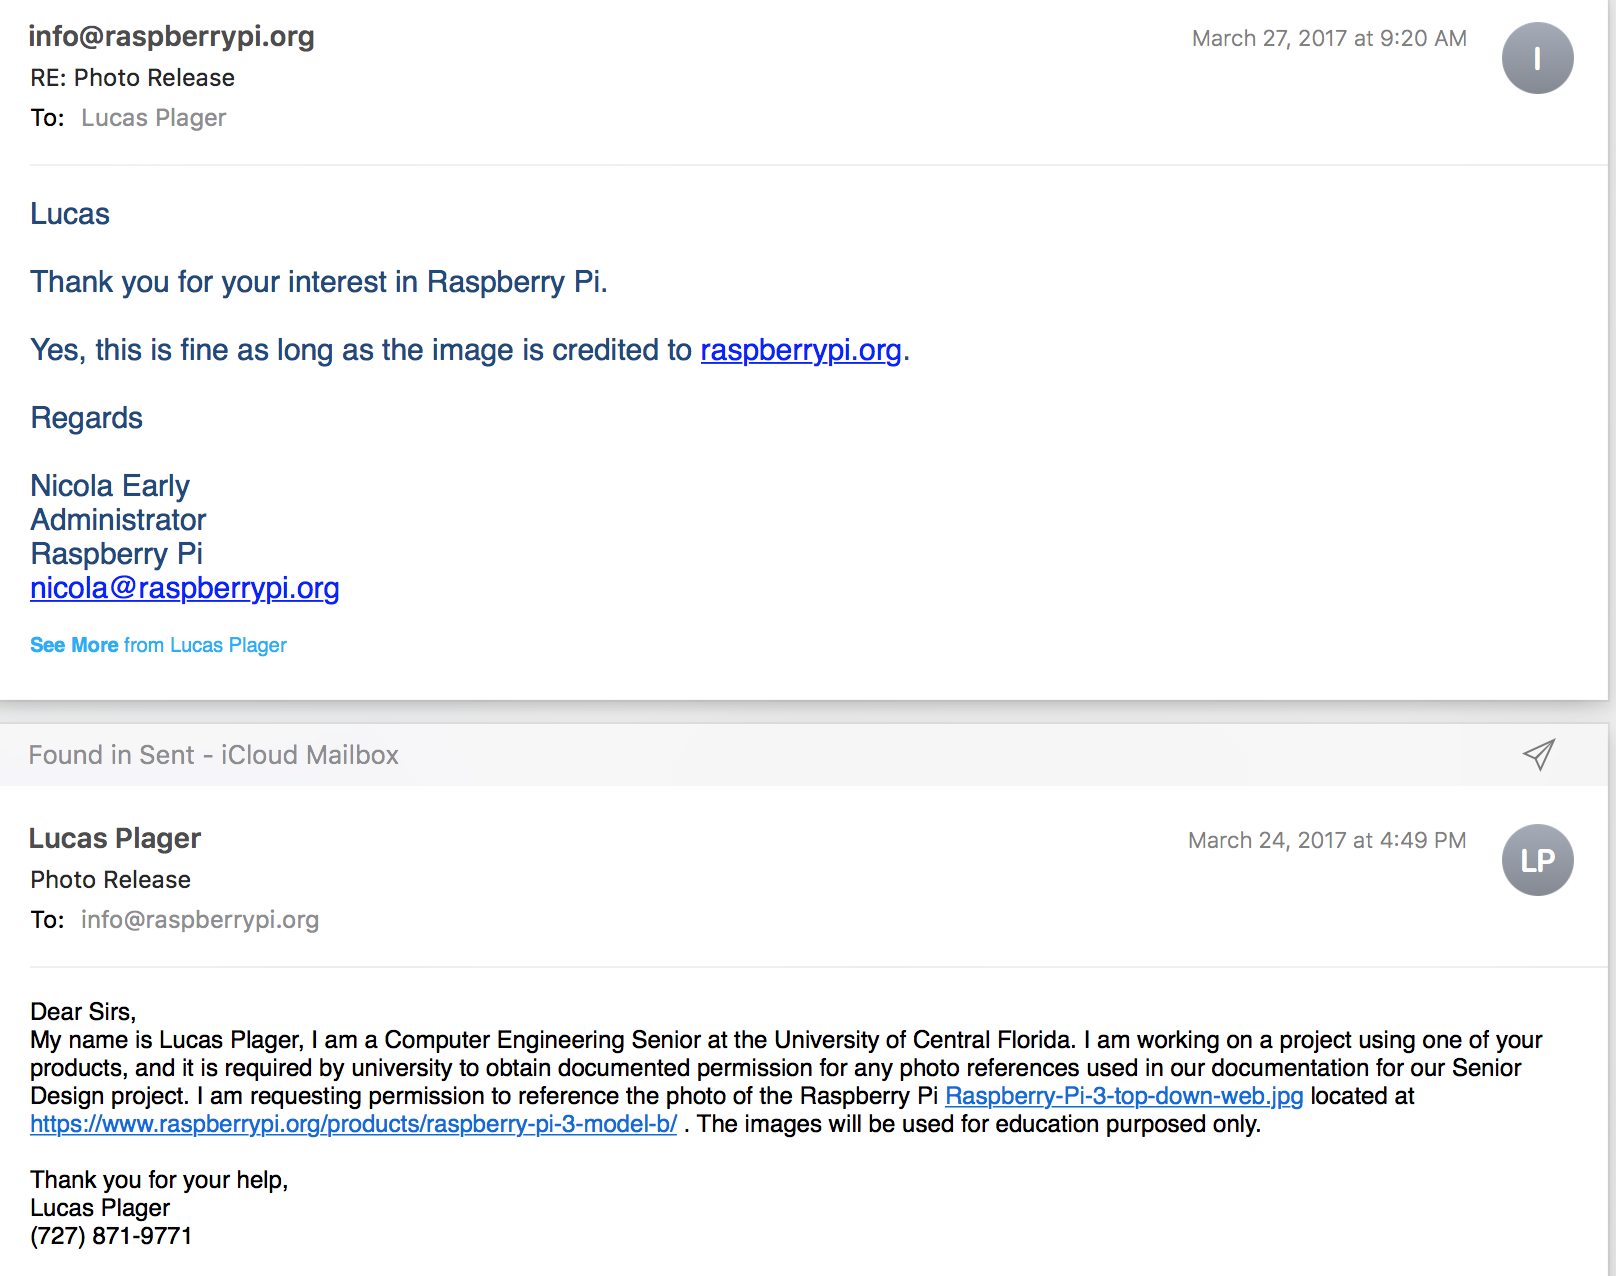 info@raspberrypi.org
March 27, 2017 at 9:20 AM
I
RE: Photo Release
To: Lucas Plager
Lucas
Thank you for your interest in Raspberry Pi.
Yes, this is fine as long as the image is credited to raspberrypi.org.
Regards
Nicola Early
Administrator
Raspberry Pi
nicola@raspberrypi.org
See More from Lucas Plager
Found in Sent - iCloud Mailbox
Lucas Plager
March 24, 2017 at 4:49 PM
LP
Photo Release
To: info@raspberrypi.org
Dear Sirs,
My name is Lucas Plager, I am a Computer Engineering Senior at the University of Central Florida. I am working on a project using one of your
products, and it is required by university to obtain documented permission for any photo references used in our documentation for our Senior
Design project. I am requesting permission to reference the photo of the Raspberry Pi Raspberry-Pi-3-top-down-web.jpg located at
https://www.raspberrypi.org/products/raspberry-pi-3-model-b/ . The images will be used for education purposed only.
Thank you for your help,
Lucas Plager
(727) 871-9771